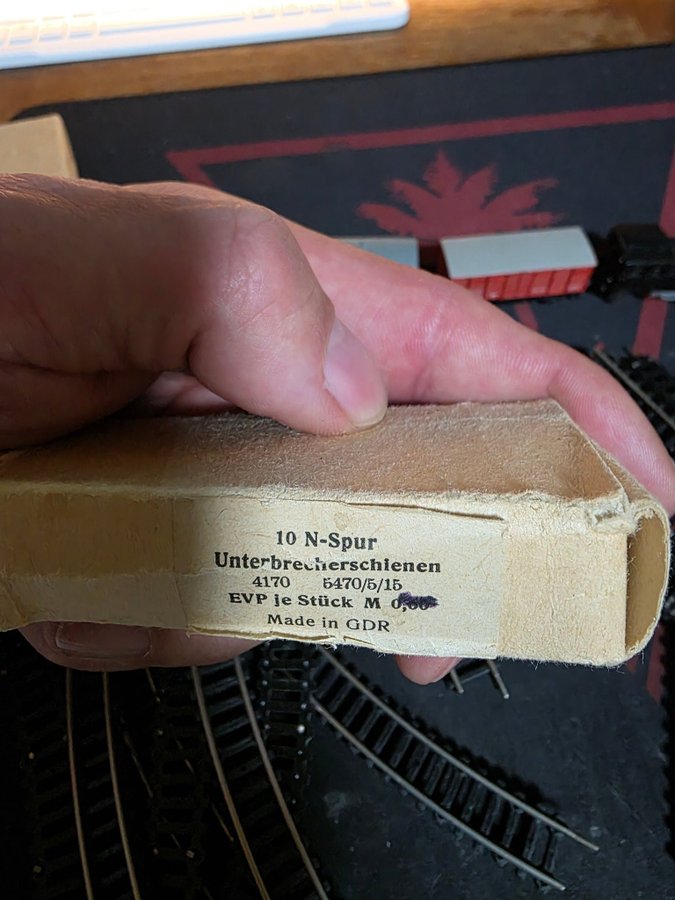 10 N-Spur
Unterbrecherschienen
4170 5470/5/15
EVP je Stück M
Made in GDR